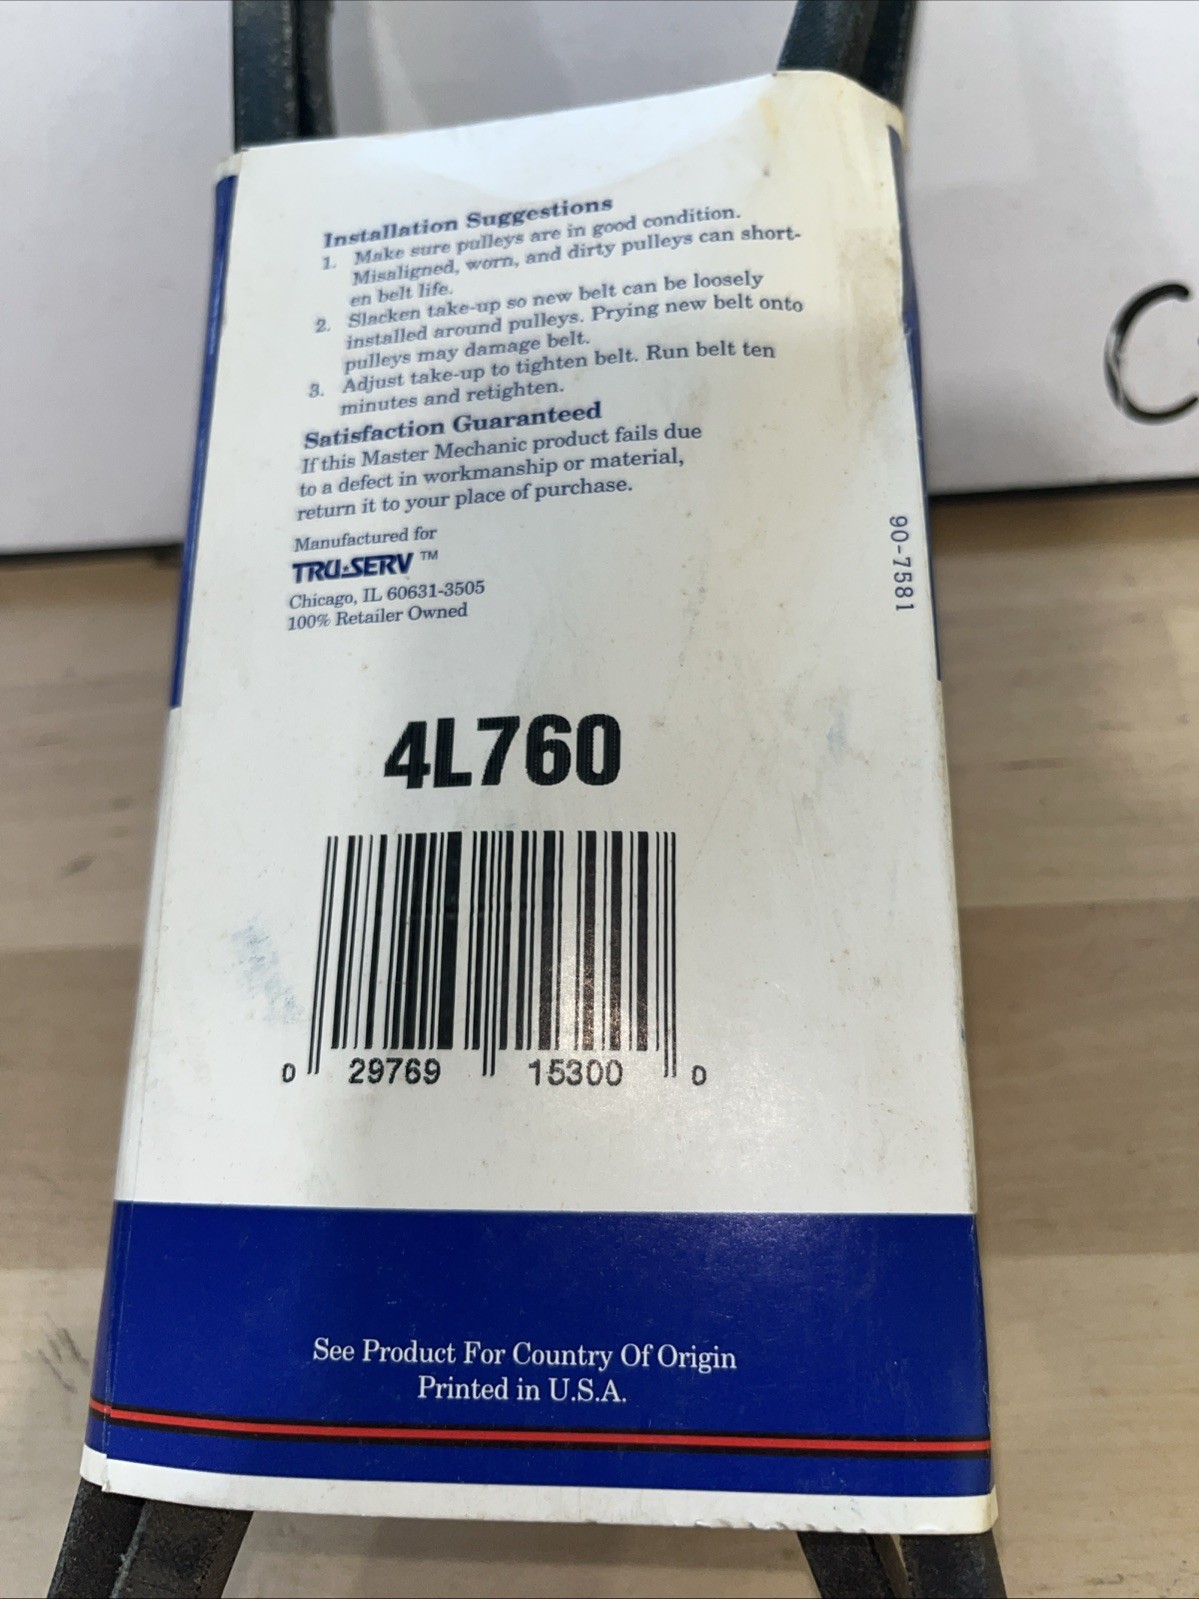 Installation Suggestions
1. Make sure pulleys are in good condition.
Misaligned, worn, and dirty pulleys can short-
en belt life.
2. Slacken take-up so new belt can be loosely
installed around pulleys. Prying new belt onto
pulleys may damage belt.
3. Adjust take-up to tighten belt. Run belt ten
minutes and retighten.
Satisfaction Guaranteed
If this Master Mechanic product fails due
to a defect in workmanship or material,
return it to your place of purchase.
Manufactured for
TRU·SERV ™
Chicago, IL 60631-3505
100% Retailer Owned
90-7581
4L760
0 29769 15300 0
See Product For Country Of Origin
Printed in U.S.A.